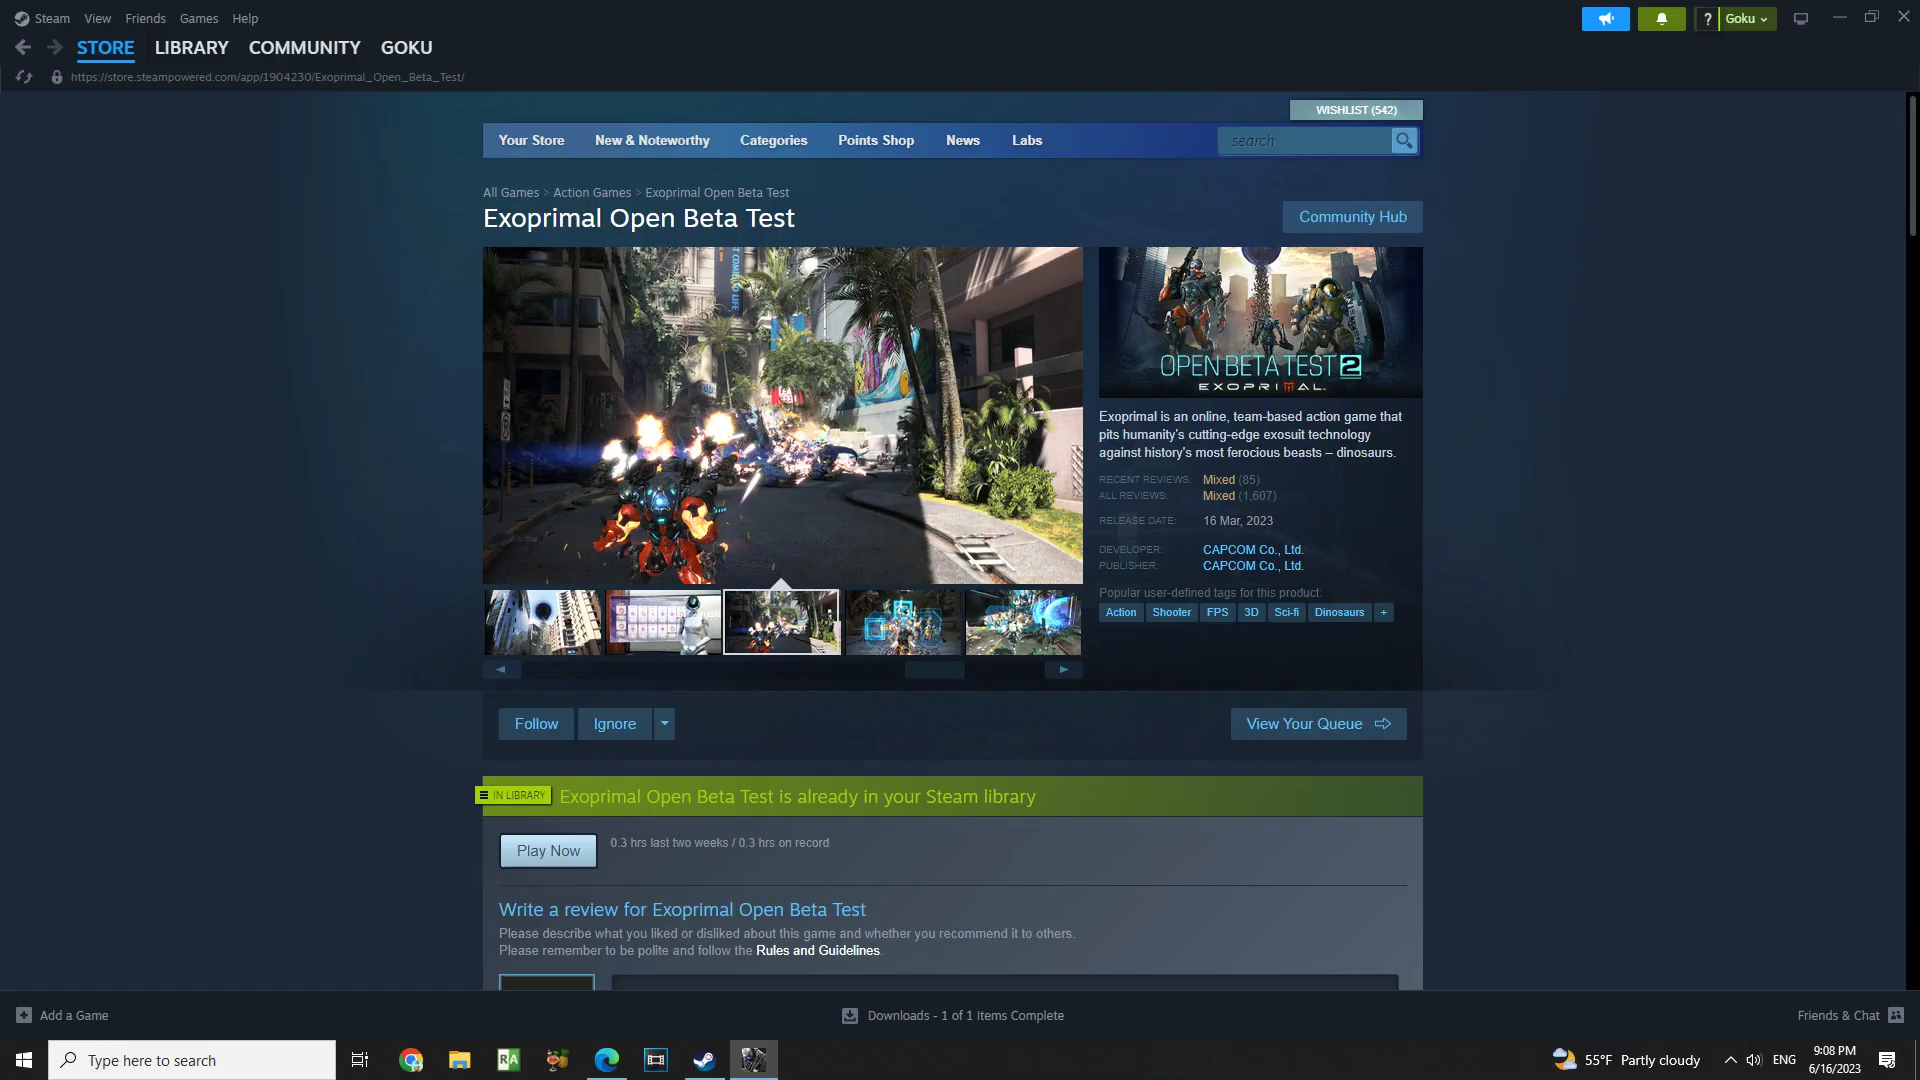 Steam View Friends Games Help
? Goku
STORE LIBRARY COMMUNITY GOKU
https://store.steampowered.com/app/1904230/Exoprimal_Open_Beta_Test/
WISHLIST (542)
Your Store New & Noteworthy Categories Points Shop News Labs
search
All Games > Action Games > Exoprimal Open Beta Test
Exoprimal Open Beta Test
Community Hub
OPEN BETA TEST 2
EXOPRIMAL
Exoprimal is an online, team-based action game that
pits humanity's cutting-edge exosuit technology
against history's most ferocious beasts – dinosaurs.
RECENT REVIEWS: Mixed (85)
ALL REVIEWS: Mixed (1,607)
RELEASE DATE: 16 Mar, 2023
DEVELOPER: CAPCOM Co., Ltd.
PUBLISHER: CAPCOM Co., Ltd.
Popular user-defined tags for this product:
Action Shooter FPS 3D Sci-fi Dinosaurs +
Follow Ignore
View Your Queue
IN LIBRARY Exoprimal Open Beta Test is already in your Steam library
Play Now 0.3 hrs last two weeks / 0.3 hrs on record
Write a review for Exoprimal Open Beta Test
Please describe what you liked or disliked about this game and whether you recommend it to others.
Please remember to be polite and follow the Rules and Guidelines.
Add a Game
Downloads - 1 of 1 Items Complete
Friends & Chat
Type here to search
RA
55°F Partly cloudy
ENG
9:08 PM
6/16/2023